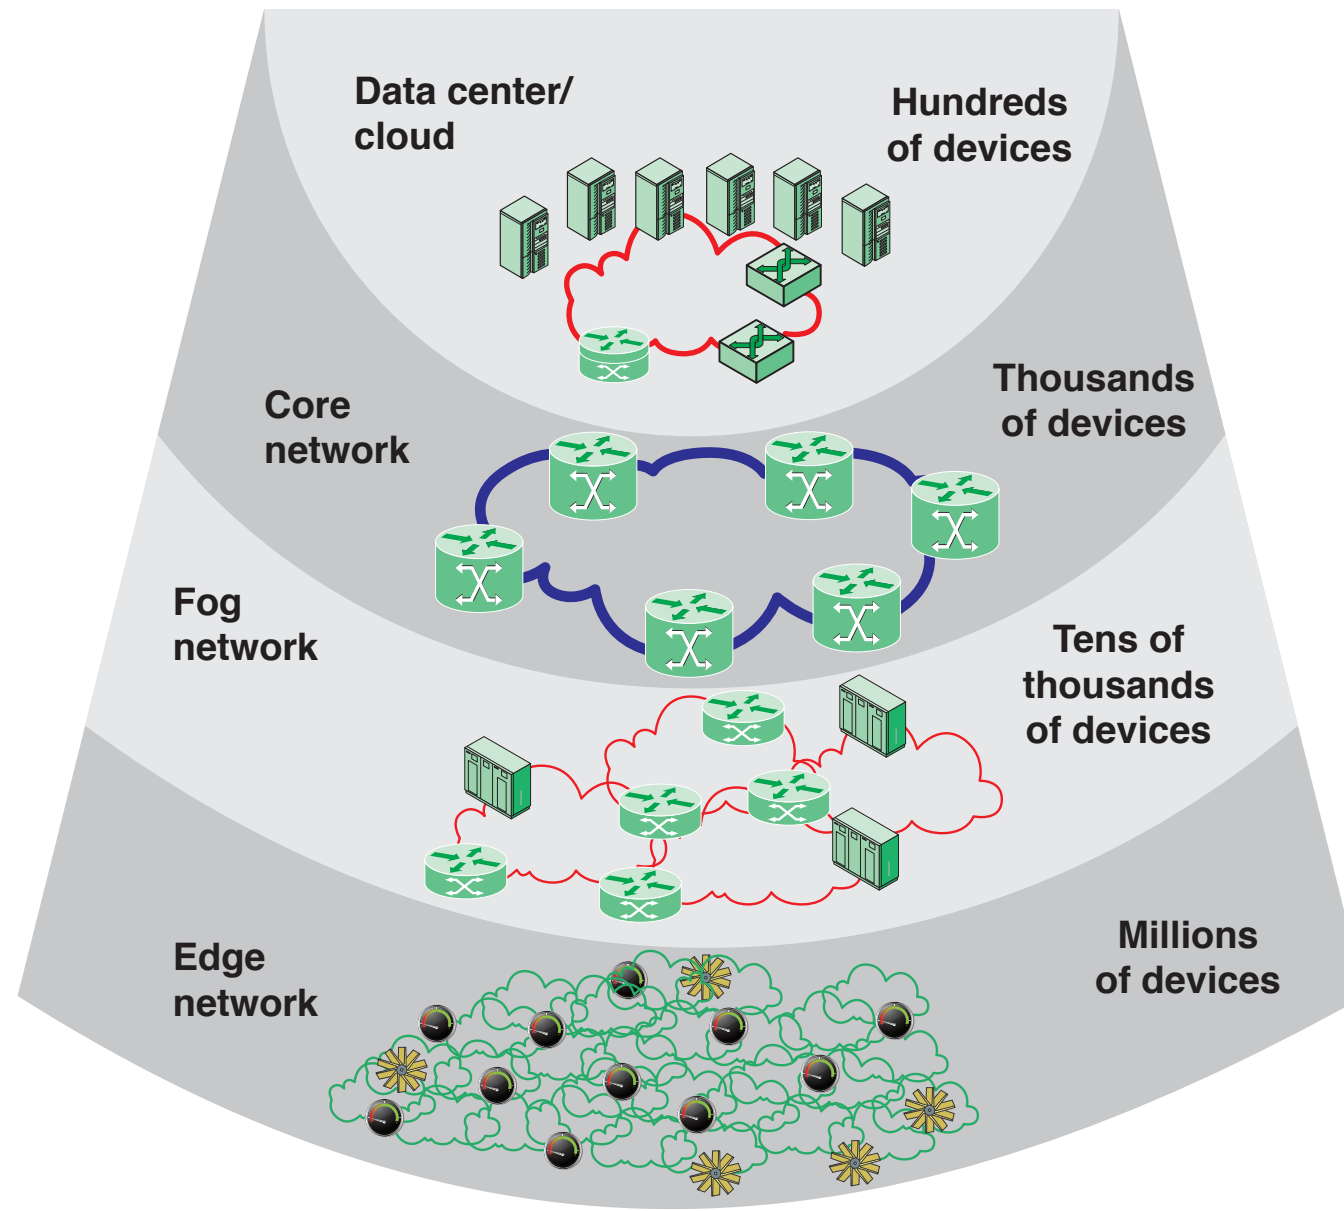 Data center/
cloud
Hundreds
of devices
Core
network
Thousands
of devices
Fog
network
Tens of
thousands
of devices
Edge
network
Millions
of devices